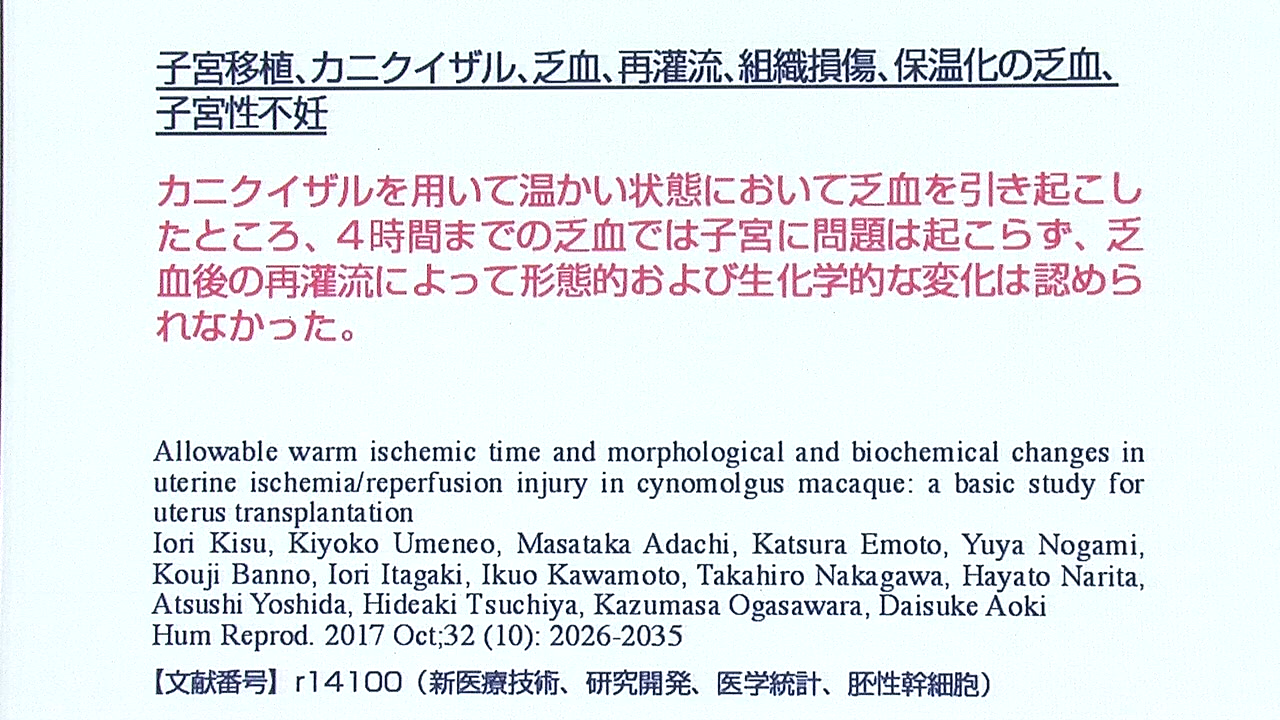 子宮移植、カニクイザル、乏血、再灌流、組織損傷、保温化の乏血、
子宮性不妊
カニクイザルを用いて温かい状態において乏血を引き起こし
たところ、４時間までの乏血では子宮に問題は起こらず、乏
血後の再灌流によって形態的および生化学的な変化は認めら
れなかった。
Allowable warm ischemic time and morphological and biochemical changes in
uterine ischemia/reperfusion injury in cynomolgus macaque: a basic study for
uterus transplantation
Iori Kisu, Kiyoko Umeneo, Masataka Adachi, Katsura Emoto, Yuya Nogami,
Kouji Banno, Iori Itagaki, Ikuo Kawamoto, Takahiro Nakagawa, Hayato Narita,
Atsushi Yoshida, Hideaki Tsuchiya, Kazumasa Ogasawara, Daisuke Aoki
Hum Reprod. 2017 Oct;32 (10): 2026-2035
【文献番号】r14100（新医療技術、研究開発、医学統計、胚性幹細胞）